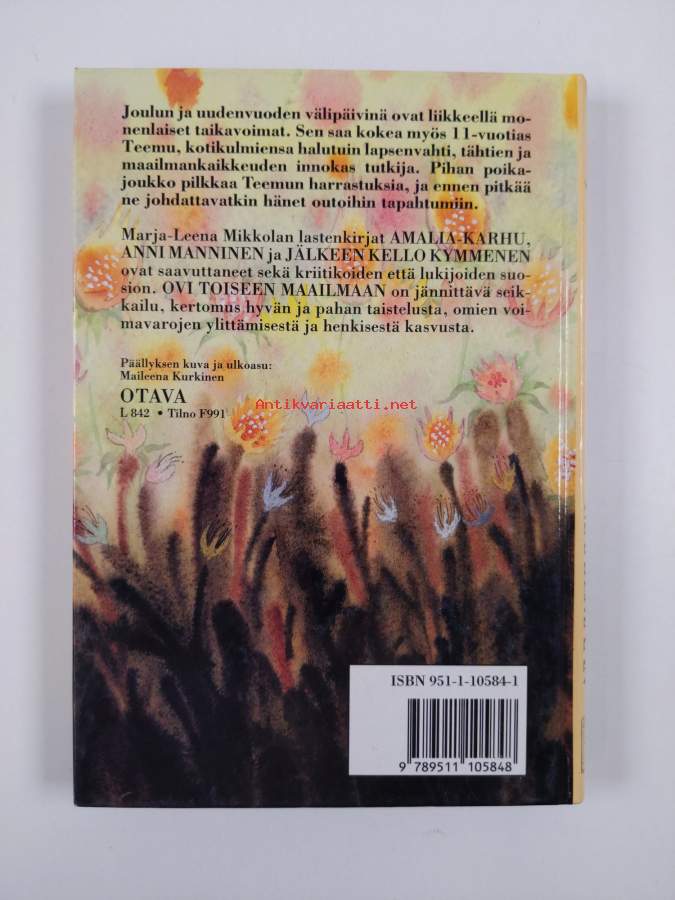 Joulun ja uudenvuoden välipäivinä ovat liikkeellä mo-
nenlaiset taikavoimat. Sen saa kokea myös 11-vuotias
Teemu, kotikulmiensa halutuin lapsenvahti, tähtien ja
maailmankaikkeuden innokas tutkija. Pihan poika-
joukko pilkkaa Teemun harrastuksia, ja ennen pitkää
ne johdattavatkin hänet outoihin tapahtumiin.
Marja-Leena Mikkolan lastenkirjat AMALIA-KARHU,
ANNI MANNINEN ja JÄLKEEN KELLO KYMMENEN
ovat saavuttaneet sekä kriitikoiden että lukijoiden suo-
sion. OVI TOISEEN MAAILMAAN on jännittävä seik-
kailu, kertomus hyvän ja pahan taistelusta, omien voi-
mavarojen ylittämisestä ja henkisestä kasvusta.
Päällyksen kuva ja ulkoasu:
Maileena Kurkinen
OTAVA
L 842 • Tilno F991
Antikvariaatti.net
ISBN 951-1-10584-1
9 789511 105848